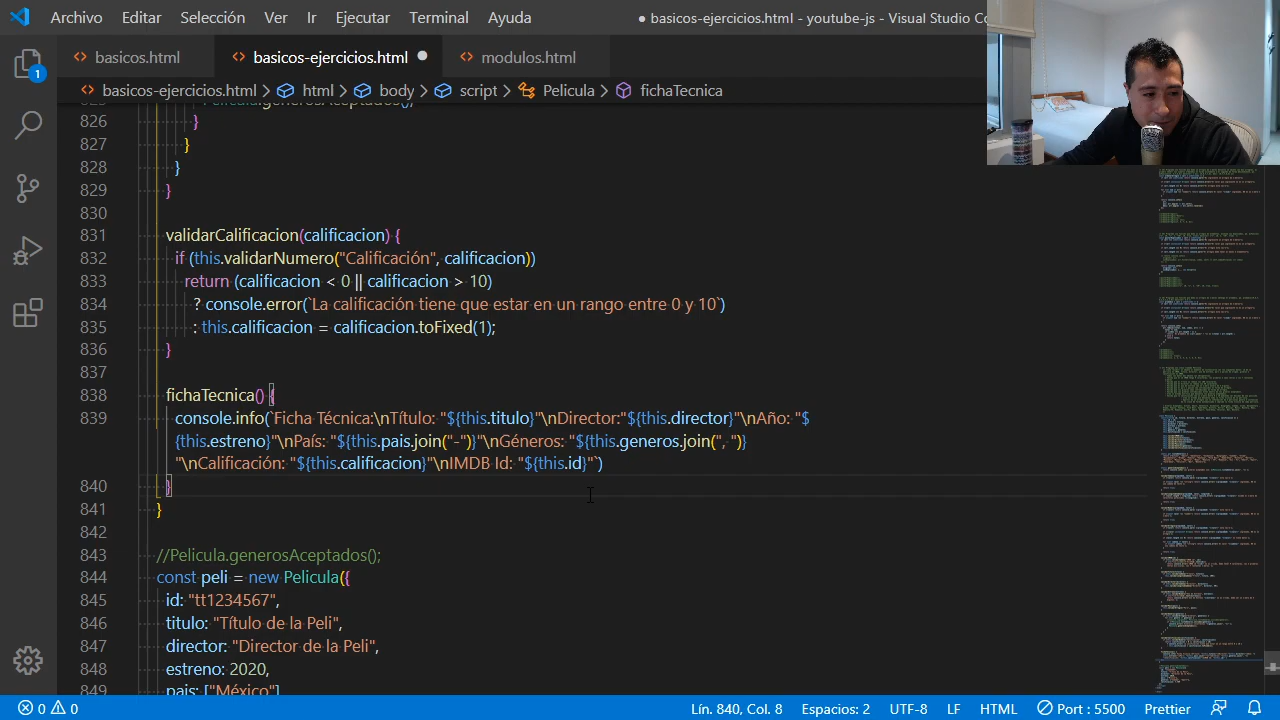 Archivo Editar Selección Ver Ir Ejecutar Terminal Ayuda
● basicos-ejercicios.html - youtube-js - Visual Studio Co
basicos.html
basicos-ejercicios.html
modulos.html
1
basicos-ejercicios.html > html > body > script > Pelicula > fichaTecnica
826 }
827 }
828 }
829 }
830
831 validarCalificacion(calificacion) {
832 if (this.validarNumero("Calificación", calificacion))
833 return (calificacion < 0 || calificacion > 10)
834 ? console.error(`La calificación tiene que estar en un rango entre 0 y 10`)
835 : this.calificacion = calificacion.toFixed(1);
836 }
837
838 fichaTecnica() {
839 console.info(`Ficha Técnica:\nTítulo: "${this.titulo}"\nDirector:"${this.director}"\nAño: "$
{this.estreno}"\nPaís: "${this.pais.join("-")}"\nGéneros: "${this.generos.join(", ")}
"\nCalificación: "${this.calificacion}"\nIMDB Id: "${this.id}"`)
840 }
841 }
842
843 //Pelicula.generosAceptados();
844 const peli = new Pelicula({
845 id: "tt1234567",
846 titulo: "Título de la Peli",
847 director: "Director de la Peli",
848 estreno: 2020,
849 pais: ["México"]
0 0 Lín. 840, Col. 8 Espacios: 2 UTF-8 LF HTML Port : 5500 Prettier